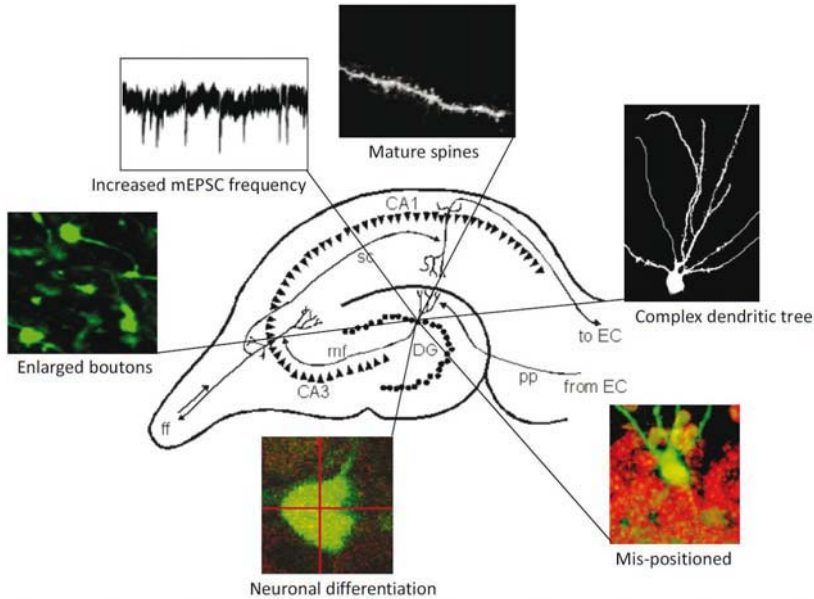 Mature spines
Increased mEPSC frequency
CA1
sc
Complex dendritic tree
to EC
Enlarged boutons
mf
DG
pp
from EC
CA3
ff
Mis-positioned
Neuronal differentiation